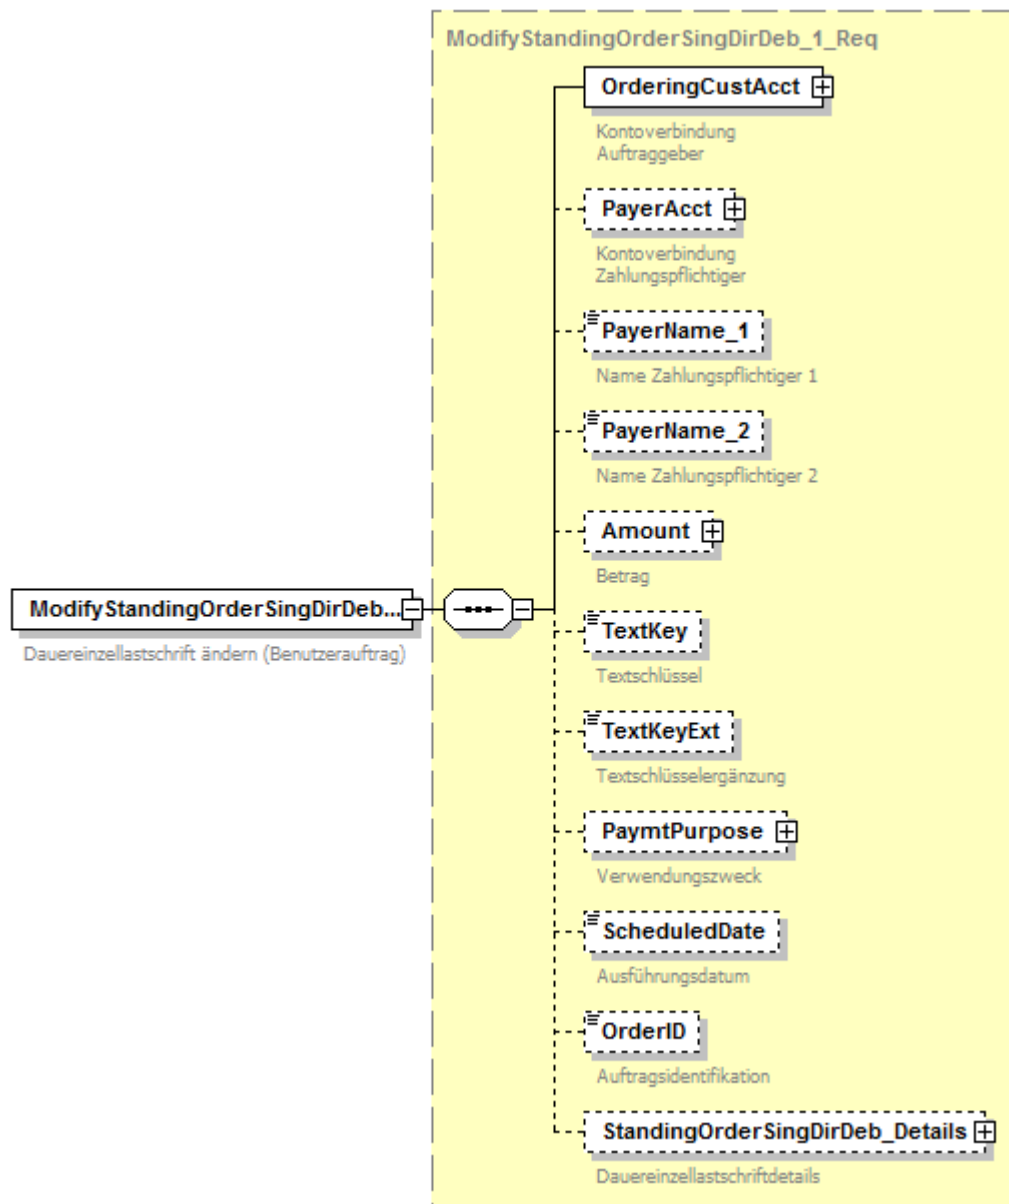 ModifyStandingOrderSingDirDeb_1_Req
OrderingCustAcct
Kontoverbindung
Auftraggeber
PayerAcct
Kontoverbindung
Zahlungspflichtiger
PayerName_1
Name Zahlungspflichtiger 1
PayerName_2
Name Zahlungspflichtiger 2
Amount
Betrag
ModifyStandingOrderSingDirDeb...
Dauereinzellastschrift ändern (Benutzerauftrag)
TextKey
Textschlüssel
TextKeyExt
Textschlüsselergänzung
PaymtPurpose
Verwendungszweck
ScheduledDate
Ausführungsdatum
OrderID
Auftragsidentifikation
StandingOrderSingDirDeb_Details
Dauereinzellastschriftdetails